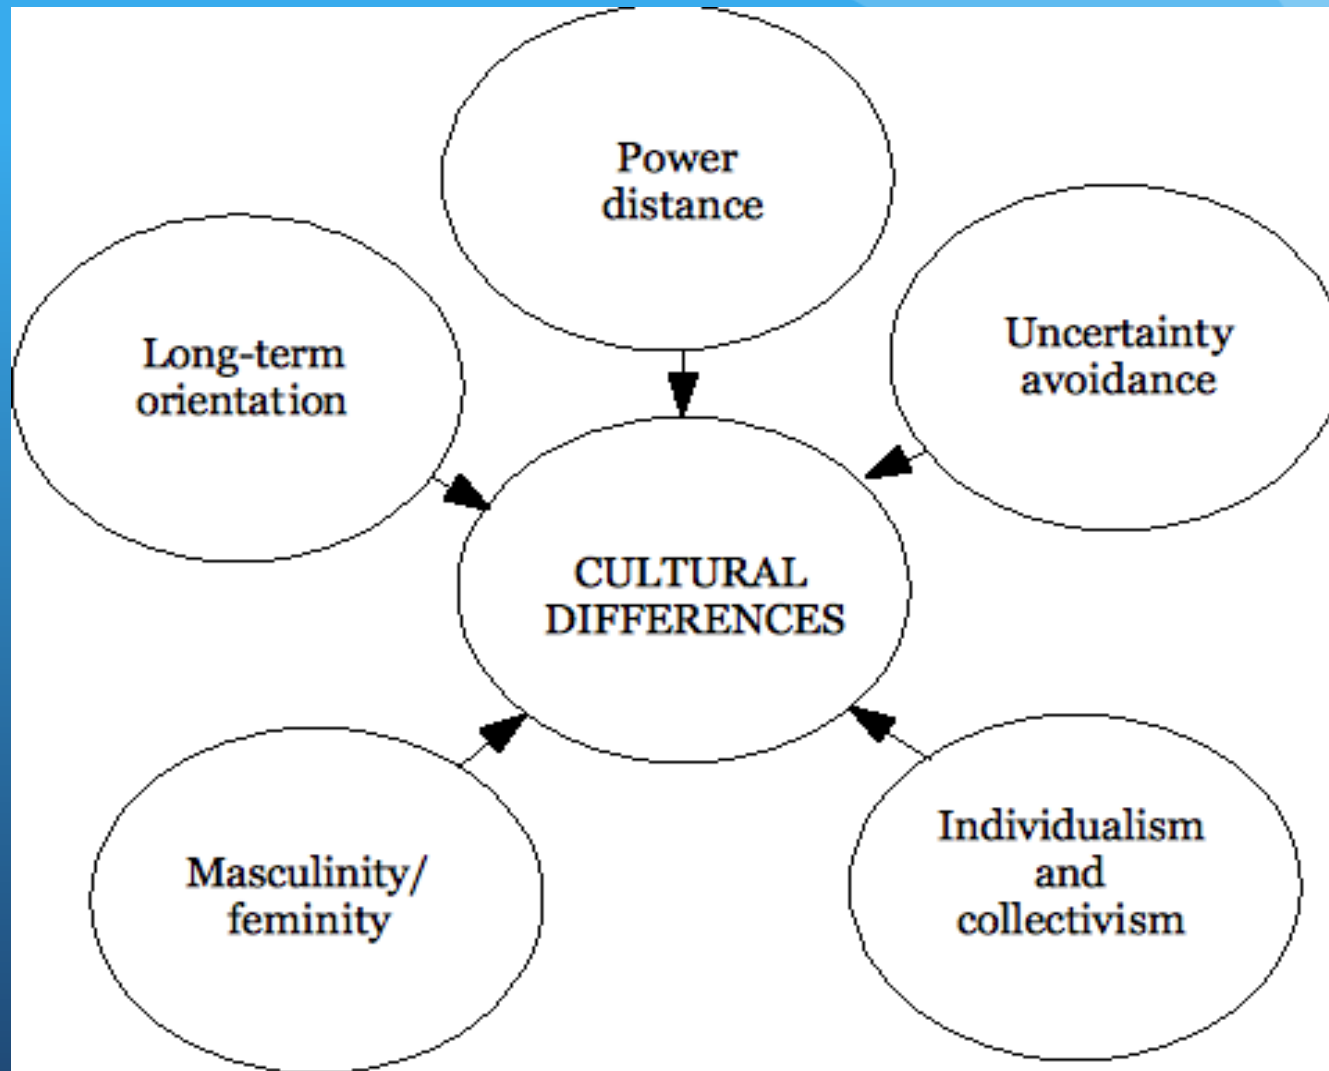 Power
distance
Long-term
orientation
Uncertainty
avoidance
CULTURAL
DIFFERENCES
Masculinity/
feminity
Individualism
and
collectivism